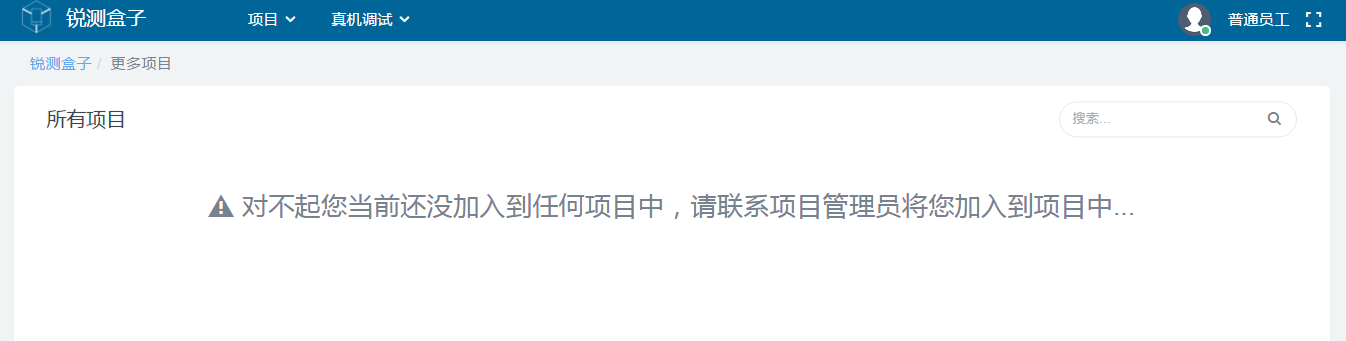 锐测盒子 项目 真机调试 普通员工
锐测盒子 / 更多项目
所有项目 搜索...
对不起您当前还没加入到任何项目中，请联系项目管理员将您加入到项目中...